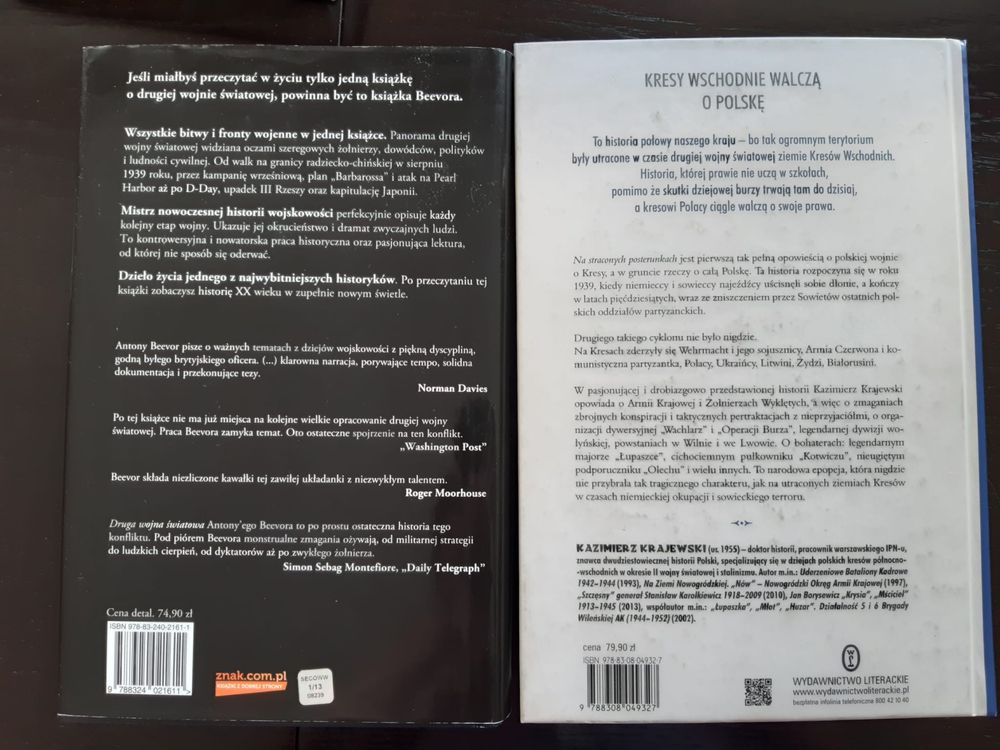 Jeśli miałbyś przeczytać w życiu tylko jedną książkę
o drugiej wojnie światowej, powinna być to książka Beevora.
Wszystkie bitwy i fronty wojenne w jednej książce. Panorama drugiej
wojny światowej widziana oczami szeregowych żołnierzy, dowódców, polityków
i ludności cywilnej. Od walk na granicy radziecko-chińskiej w sierpniu
1939 roku, przez kampanię wrześniową, plan „Barbarossa” i atak na Pearl
Harbor aż po D-Day, upadek III Rzeszy oraz kapitulację Japonii.
Mistrz nowoczesnej historii wojskowości perfekcyjnie opisuje każdy
kolejny etap wojny. Ukazuje jej okrucieństwo i dramat zwyczajnych ludzi.
To kontrowersyjna i nowatorska praca historyczna oraz pasjonująca lektura,
od której nie sposób się oderwać.
Dzieło życia jednego z najwybitniejszych historyków. Po przeczytaniu tej
książki zobaczysz historię XX wieku w zupełnie nowym świetle.
Antony Beevor pisze o ważnych tematach z dziejów wojskowości z piękną dyscypliną,
godną byłego brytyjskiego oficera. (...) klarowna narracja, porywające tempo, solidna
dokumentacja i przekonujące tezy.
Norman Davies
Po tej książce nie ma już miejsca na kolejne wielkie opracowanie drugiej wojny
światowej. Praca Beevora zamyka temat. Oto ostateczne spojrzenie na ten konflikt.
„Washington Post”
Beevor składa niezliczone kawałki tej zawiłej układanki z niezwykłym talentem.
Roger Moorhouse
Druga wojna światowa Antony’ego Beevora to po prostu ostateczna historia tego
konfliktu. Pod piórem Beevora monstrualne zmagania ożywają, od militarnej strategii
do ludzkich cierpień, od dyktatorów aż po zwykłego żołnierza.
Simon Sebag Montefiore, „Daily Telegraph”
Cena detal. 74,90 zł
ISBN 978-83-240-2161-1
9 788324 021611 >
znak.com.pl
KSIĄŻKI Z DOBREJ STRONY
SECOWW
1/13
08239
KRESY WSCHODNIE WALCZĄ
O POLSKĘ
To historia połowy naszego kraju – bo tak ogromnym terytorium
były utracone w czasie drugiej wojny światowej ziemie Kresów Wschodnich.
Historia, której prawie nie uczą w szkołach,
pomimo że skutki dziejowej burzy trwają tam do dzisiaj,
a kresowi Polacy ciągle walczą o swoje prawa.
Na straconych posterunkach jest pierwszą tak pełną opowieścią o polskiej wojnie
o Kresy, a w gruncie rzeczy o całą Polskę. Ta historia rozpoczyna się w roku
1939, kiedy niemieccy i sowieccy najeźdźcy uścisnęli sobie dłonie, a kończy
w latach pięćdziesiątych, wraz ze zniszczeniem przez Sowietów ostatnich pol-
skich oddziałów partyzanckich.
Drugiego takiego cyklonu nie było nigdzie.
Na Kresach zderzyły się Wehrmacht i jego sojusznicy, Armia Czerwona i ko-
munistyczna partyzantka, Polacy, Ukraińcy, Litwini, Żydzi, Białorusini.
W pasjonującej i drobiazgowo przedstawionej historii Kazimierz Krajewski
opowiada o Armii Krajowej i Żołnierzach Wyklętych, a więc o zmaganiach
zbrojnych konspiracji i taktycznych pertraktacjach z nieprzyjaciółmi, o or-
ganizacji dywersyjnej „Wachlarz” i „Operacji Burza”, legendarnej dywizji wo-
łyńskiej, powstaniach w Wilnie i we Lwowie. O bohaterach: legendarnym
majorze „Łupaszce”, cichociemnym pułkowniku „Kotwiczu”, nieugiętym
podporuczniku „Olechu” i wielu innych. To narodowa epopeja, która nigdzie
nie przybrała tak tragicznego charakteru, jak na utraconych ziemiach Kresów
w czasach niemieckiej okupacji i sowieckiego terroru.
KAZIMIERZ KRAJEWSKI (ur. 1955) – doktor historii, pracownik warszawskiego IPN-u,
znawca dwudziestowiecznej historii Polski, specjalizujący się w dziejach polskich północno-
-wschodnich w okresie II wojny światowej i stalinizmu. Autor m.in.: Uderzeniowe Bataliony Kadrowe
1942–1944 (1993), Na Ziemi Nowogródzkiej. „Nów” – Nowogródzki Okręg Armii Krajowej (1997),
„Szczęsny” generał Stanisław Karolkiewicz 1918–2009 (2010), Jan Borysewicz „Krysia”, „Mściciel”
1913–1945 (2013), współautor m.in.: „Łupaszka”, „Młot”, „Huzar”. Działalność 5 i 6 Brygady
Wileńskiej AK (1944–1952) (2002).
cena 79,90 zł
ISBN 978-83-08-04932-7
9 788308 049327
WYDAWNICTWO LITERACKIE
www.wydawnictwoliterackie.pl
bezpłatna infolinia telefoniczna 800 42 10 40